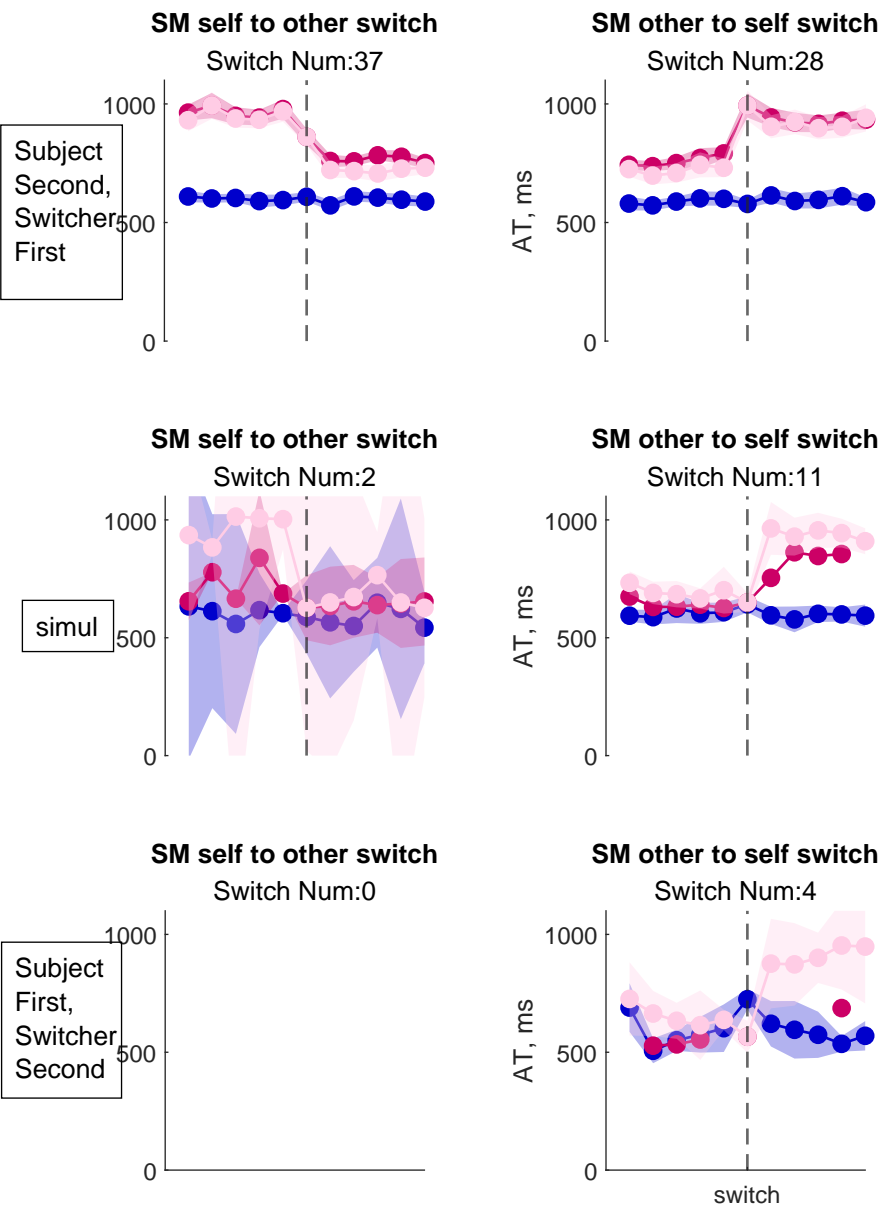 SM self to other switch
Switch Num:37
SM other to self switch
Switch Num:28
Subject
Second,
Switcher
First
1000
500
0
AT, ms
1000
500
0
SM self to other switch
Switch Num:2
SM other to self switch
Switch Num:11
simul
1000
500
0
AT, ms
1000
500
0
SM self to other switch
Switch Num:0
SM other to self switch
Switch Num:4
Subject
First,
Switcher
Second
1000
500
0
AT, ms
1000
500
0
switch